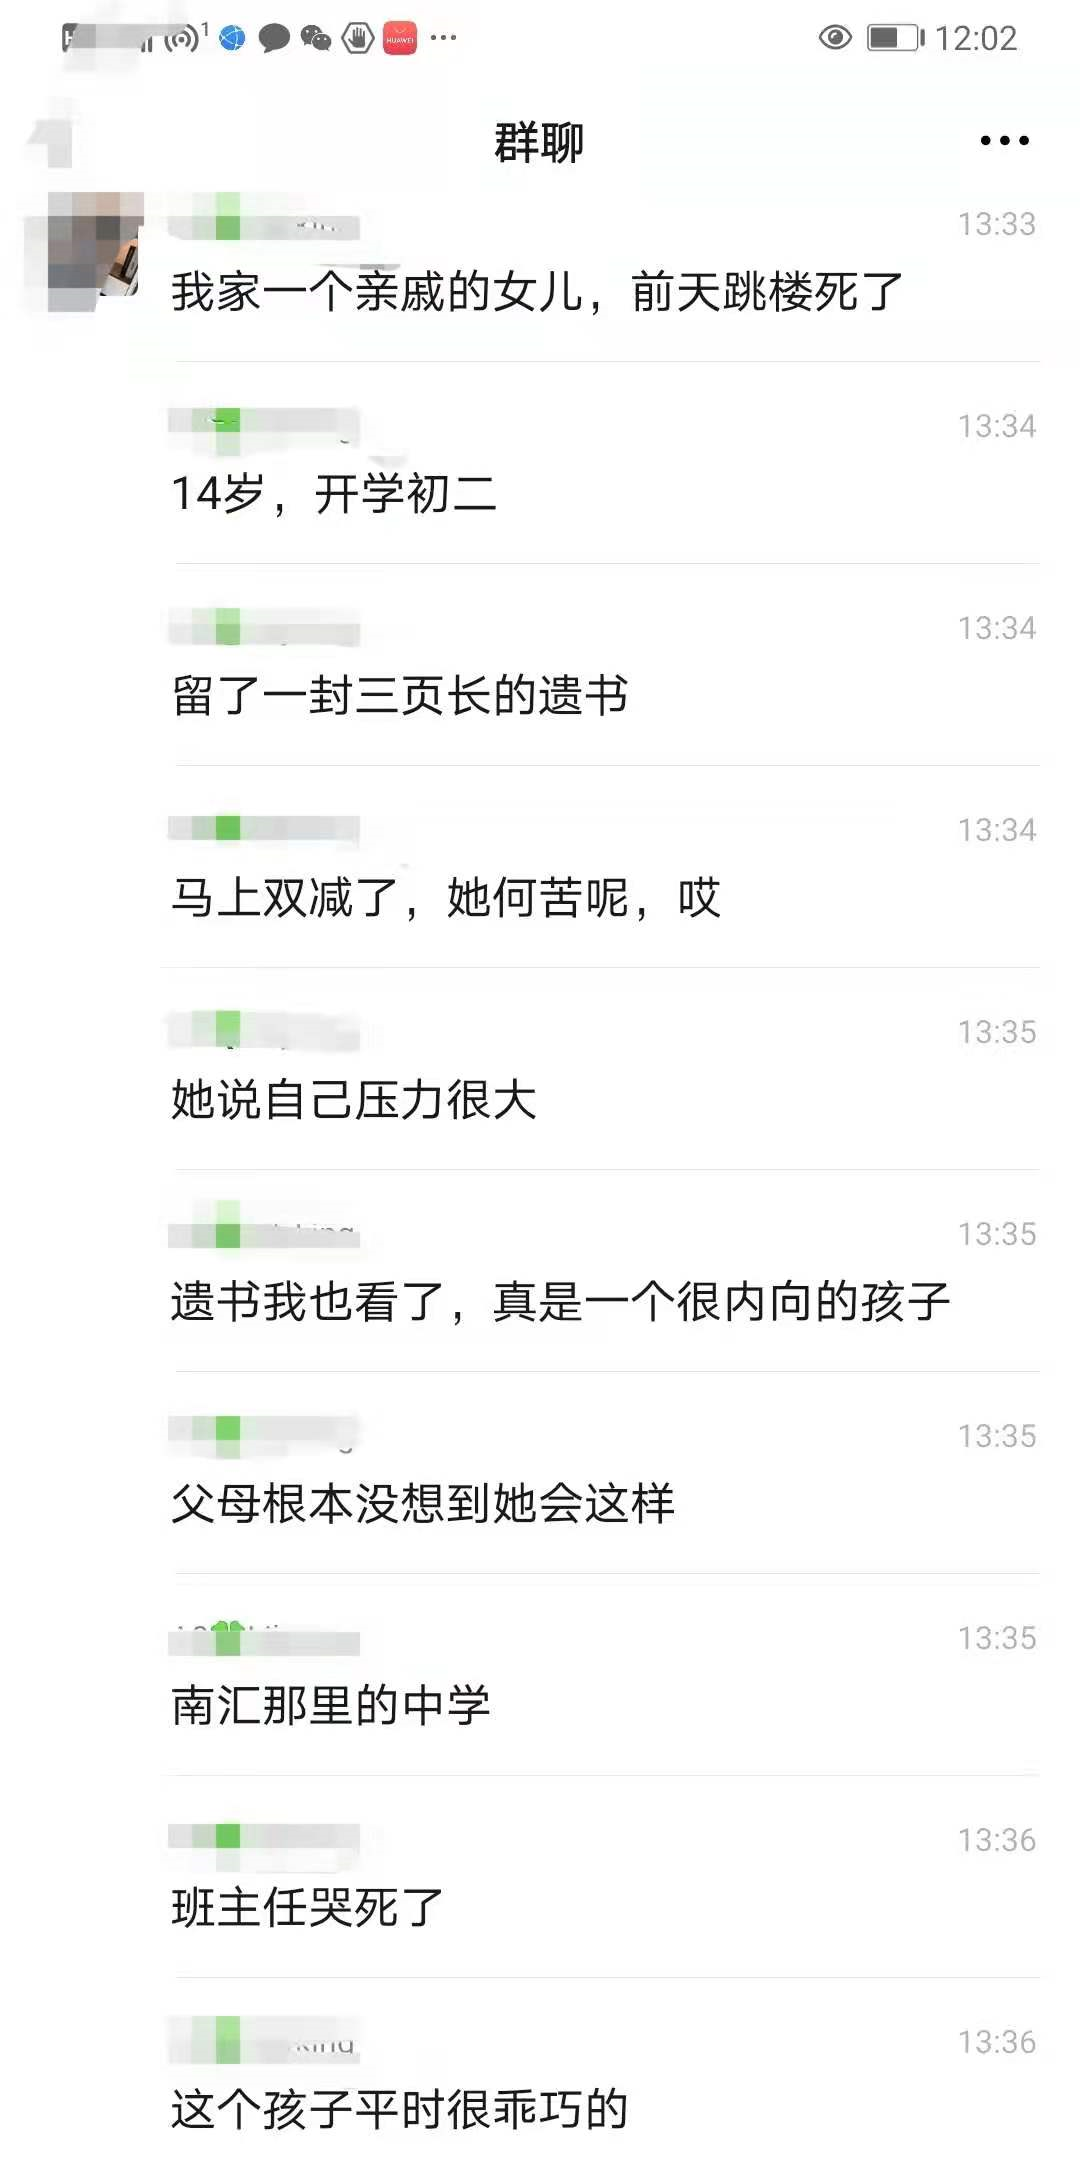 1
HUAWEI
12:02
群聊
13:33
我家一个亲戚的女儿，前天跳楼死了
13:34
14岁，开学初二
13:34
留了一封三页长的遗书
13:34
马上双减了，她何苦呢，哎
13:35
她说自己压力很大
13:35
遗书我也看了，真是一个很内向的孩子
13:35
父母根本没想到她会这样
13:35
南汇那里的中学
13:36
班主任哭死了
13:36
这个孩子平时很乖巧的